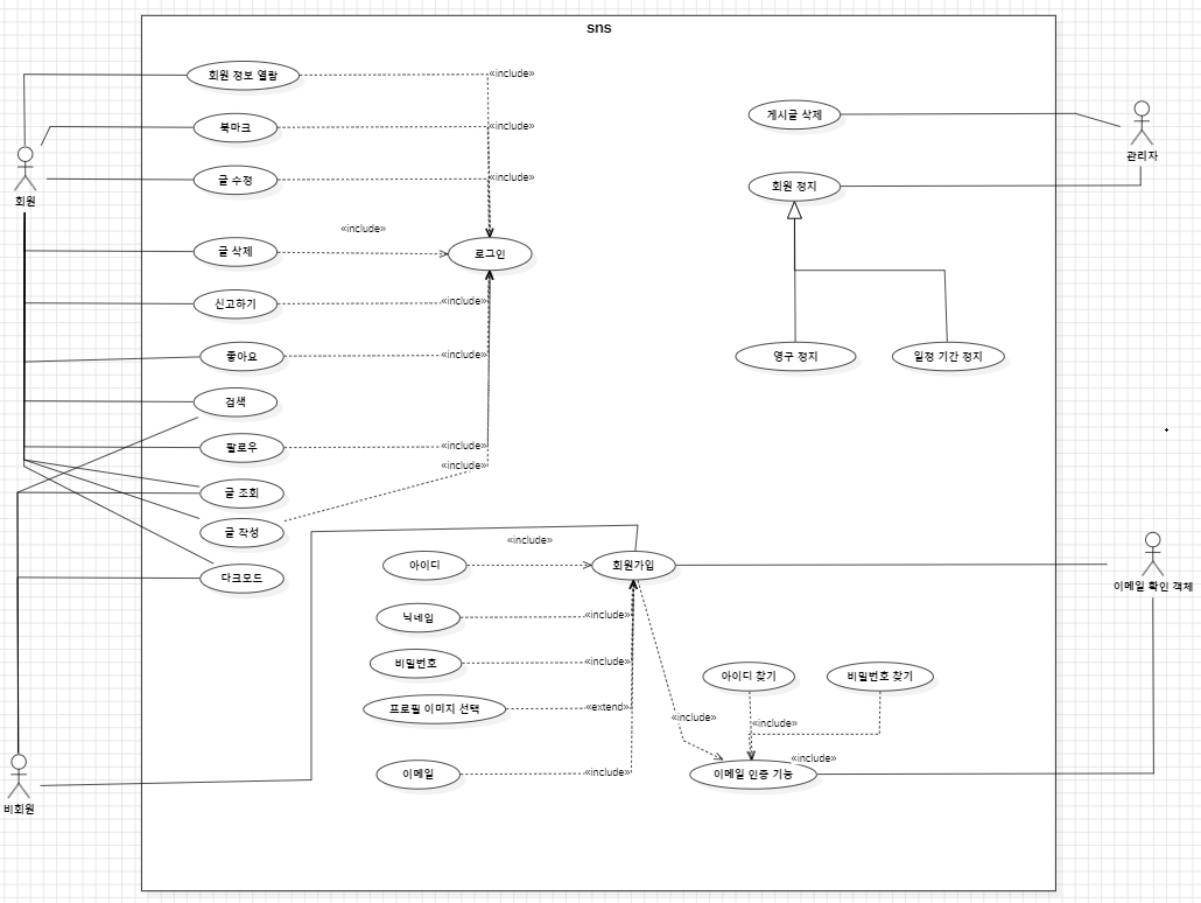 sns
회원 정보 열람
«include»
북마크
«include»
글 수정
«include»
회원
글 삭제
«include»
로그인
신고하기
«include»
좋아요
«include»
검색
팔로우
«include»
«include»
글 조회
글 작성
다크모드
게시글 삭제
관리자
회원 정지
영구 정지
일정 기간 정지
«include»
아이디
회원가입
이메일 확인 객체
닉네임
«include»
비밀번호
«include»
프로필 이미지 선택
«extend»
이메일
«include»
아이디 찾기
비밀번호 찾기
«include»
«include»
«include»
이메일 인증 기능
비회원